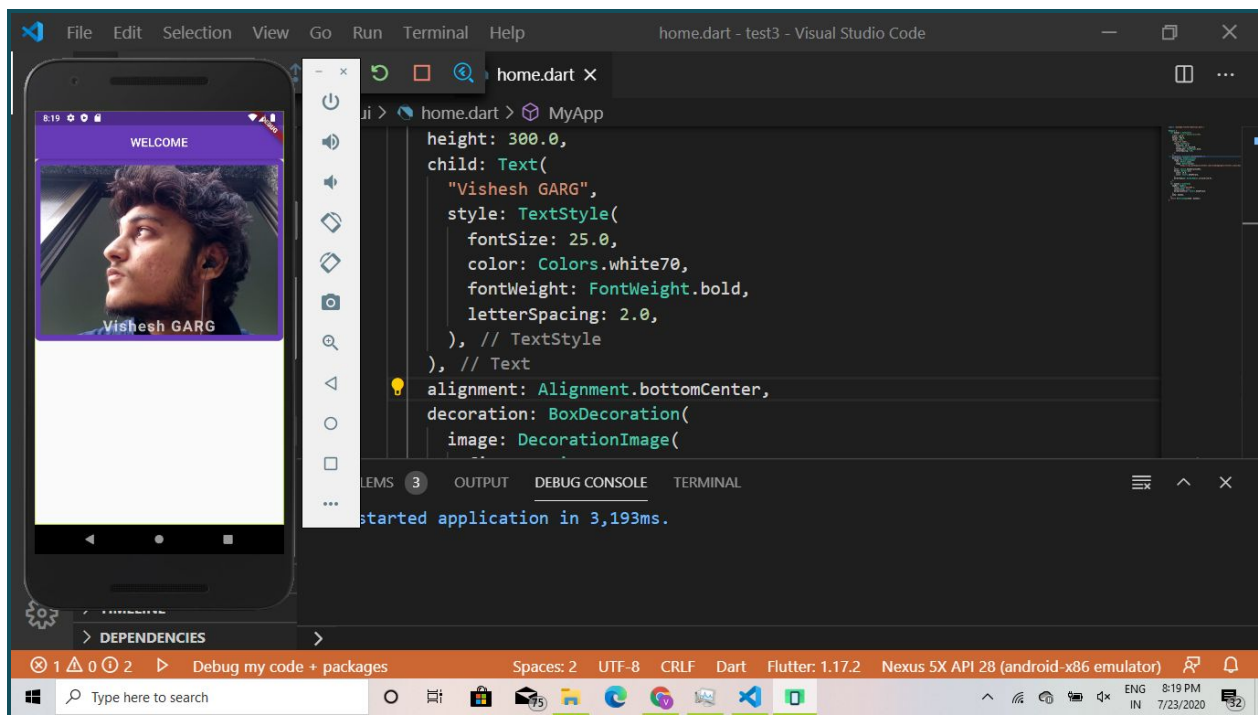 File Edit Selection View Go Run Terminal Help home.dart - test3 - Visual Studio Code
home.dart
ui > home.dart > MyApp
8:19
WELCOME
Vishesh GARG
height: 300.0,
child: Text(
"Vishesh GARG",
style: TextStyle(
fontSize: 25.0,
color: Colors.white70,
fontWeight: FontWeight.bold,
letterSpacing: 2.0,
), // TextStyle
), // Text
alignment: Alignment.bottomCenter,
decoration: BoxDecoration(
image: DecorationImage(
LEMS 3 OUTPUT DEBUG CONSOLE TERMINAL
started application in 3,193ms.
> DEPENDENCIES
>
1 0 2 Debug my code + packages Spaces: 2 UTF-8 CRLF Dart Flutter: 1.17.2 Nexus 5X API 28 (android-x86 emulator)
Type here to search 75 ENG 8:19 PM
IN 7/23/2020 32